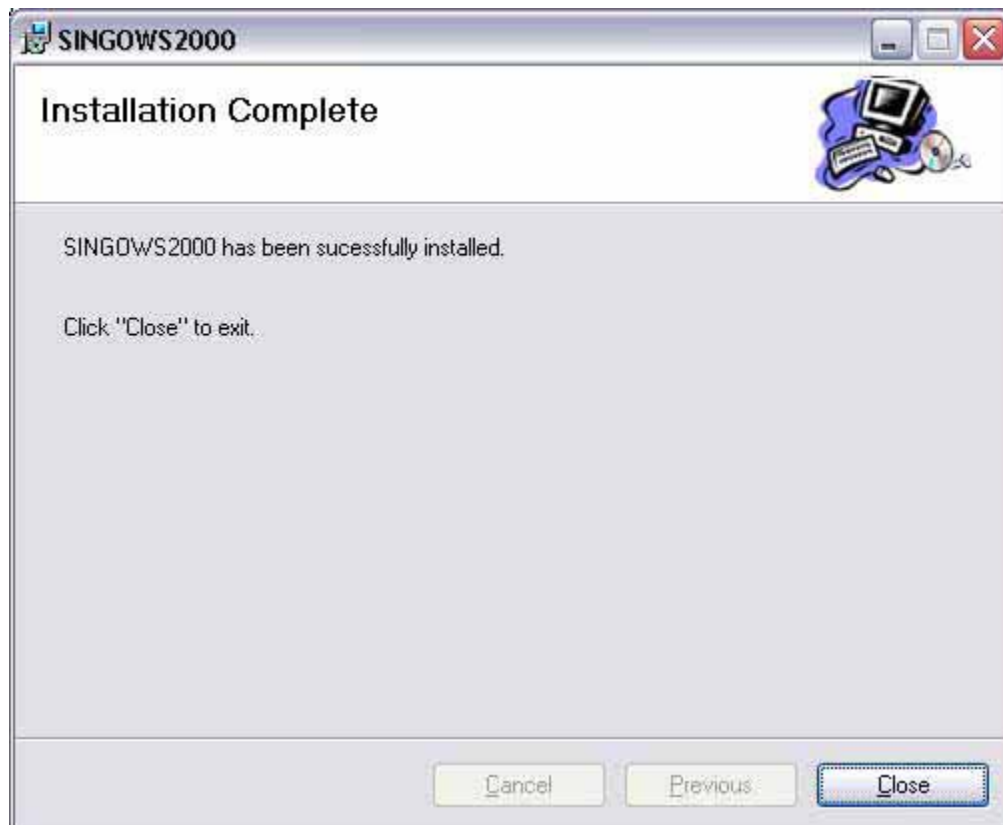 SINGOWS2000
Installation Complete
SINGOWS2000 has been sucessfully installed.
Click "Close" to exit.
Cancel
Previous
Close